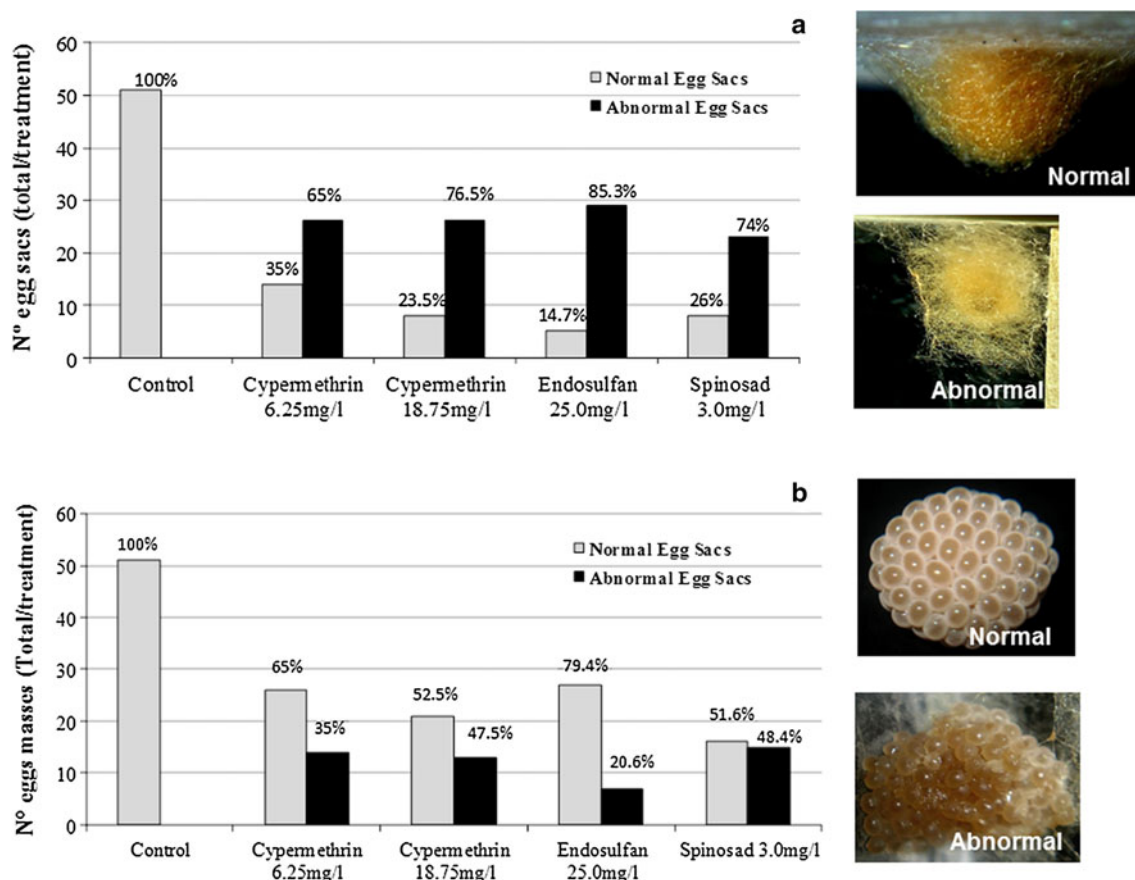 a
60
50
40
30
20
10
0
Nº egg sacs (total/treatment)
100%
35%
65%
23.5%
76.5%
14.7%
85.3%
26%
74%
Normal Egg Sacs
Abnormal Egg Sacs
Control
Cypermethrin 6.25mg/l
Cypermethrin 18.75mg/l
Endosulfan 25.0mg/l
Spinosad 3.0mg/l
Normal
Abnormal
b
60
50
40
30
20
10
0
N° eggs masses (Total/treatment)
100%
65%
35%
52.5%
47.5%
79.4%
20.6%
51.6%
48.4%
Normal Egg Sacs
Abnormal Egg Sacs
Control
Cypermethrin 6.25mg/l
Cypermethrin 18.75mg/l
Endosulfan 25.0mg/l
Spinosad 3.0mg/l
Normal
Abnormal